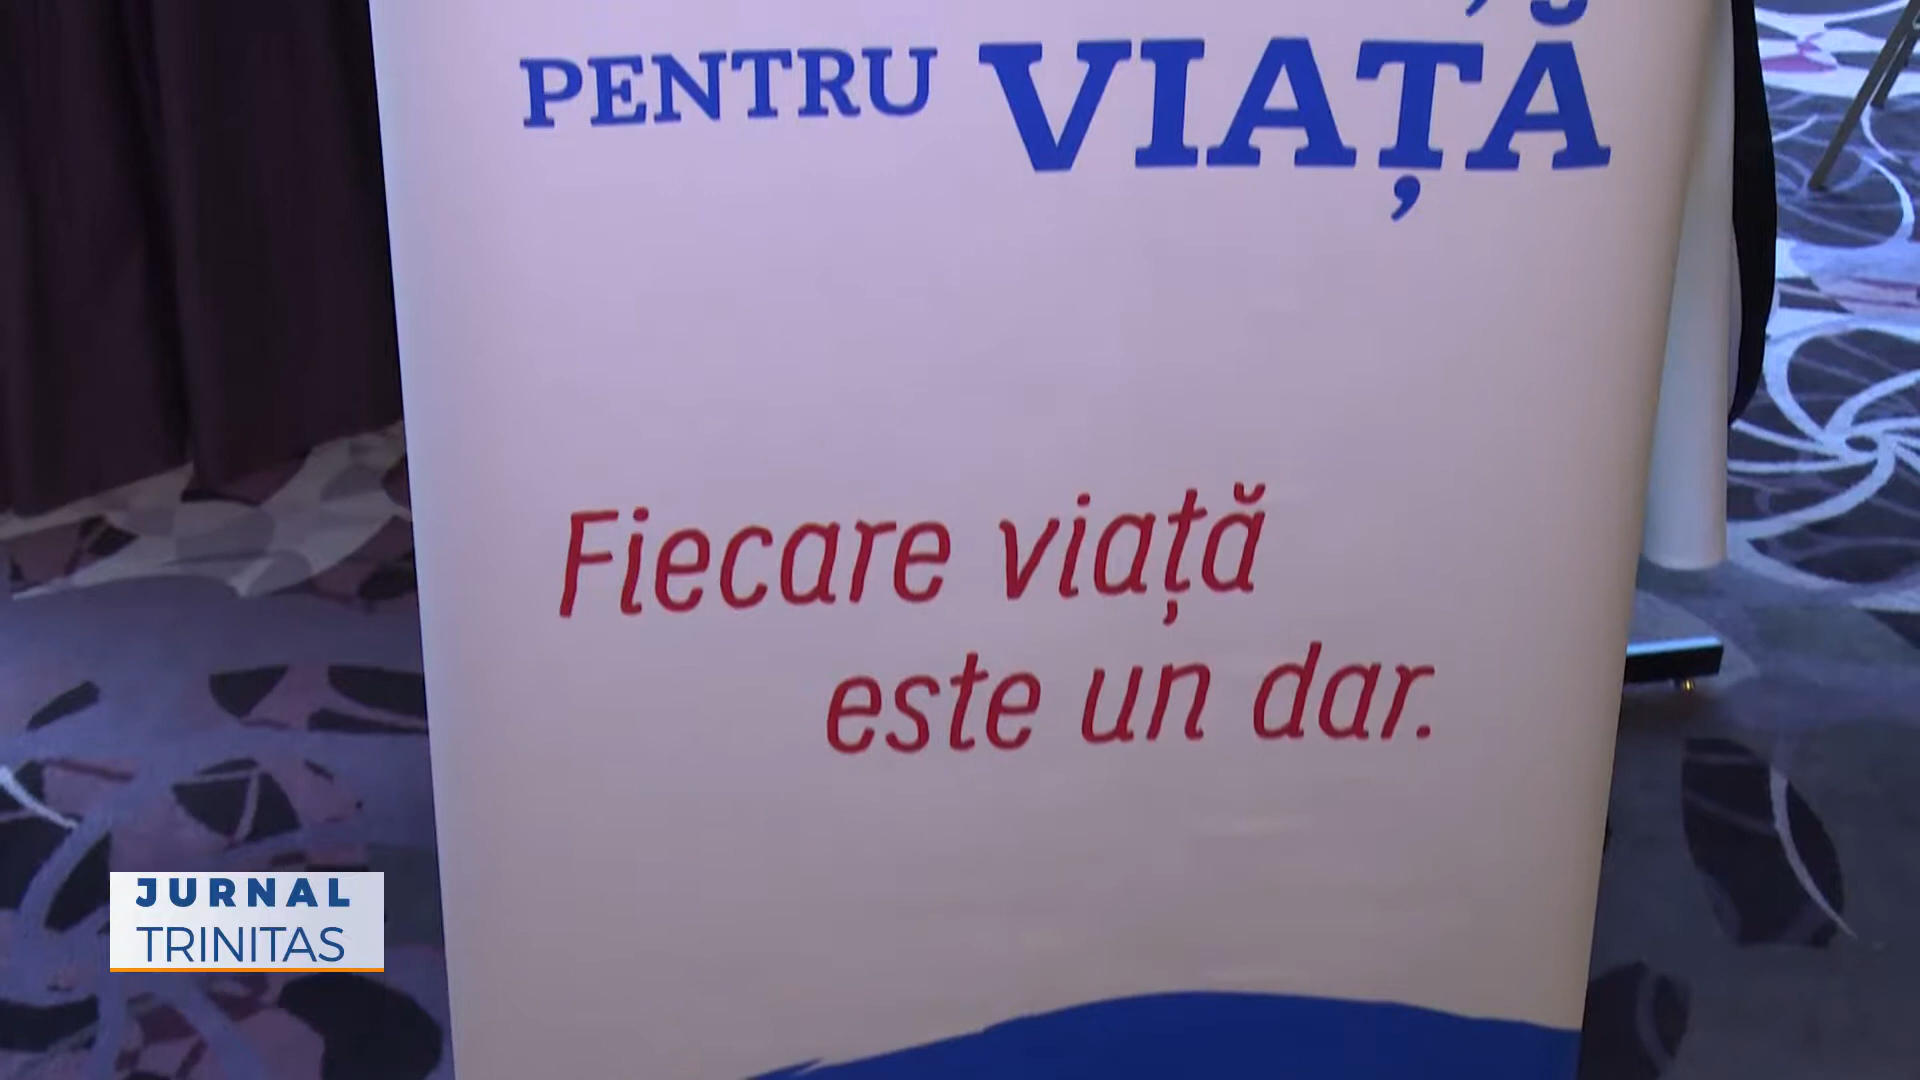 PENTRU VIAȚĂ
Fiecare viață
este un dar.
JURNAL
TRINITAS